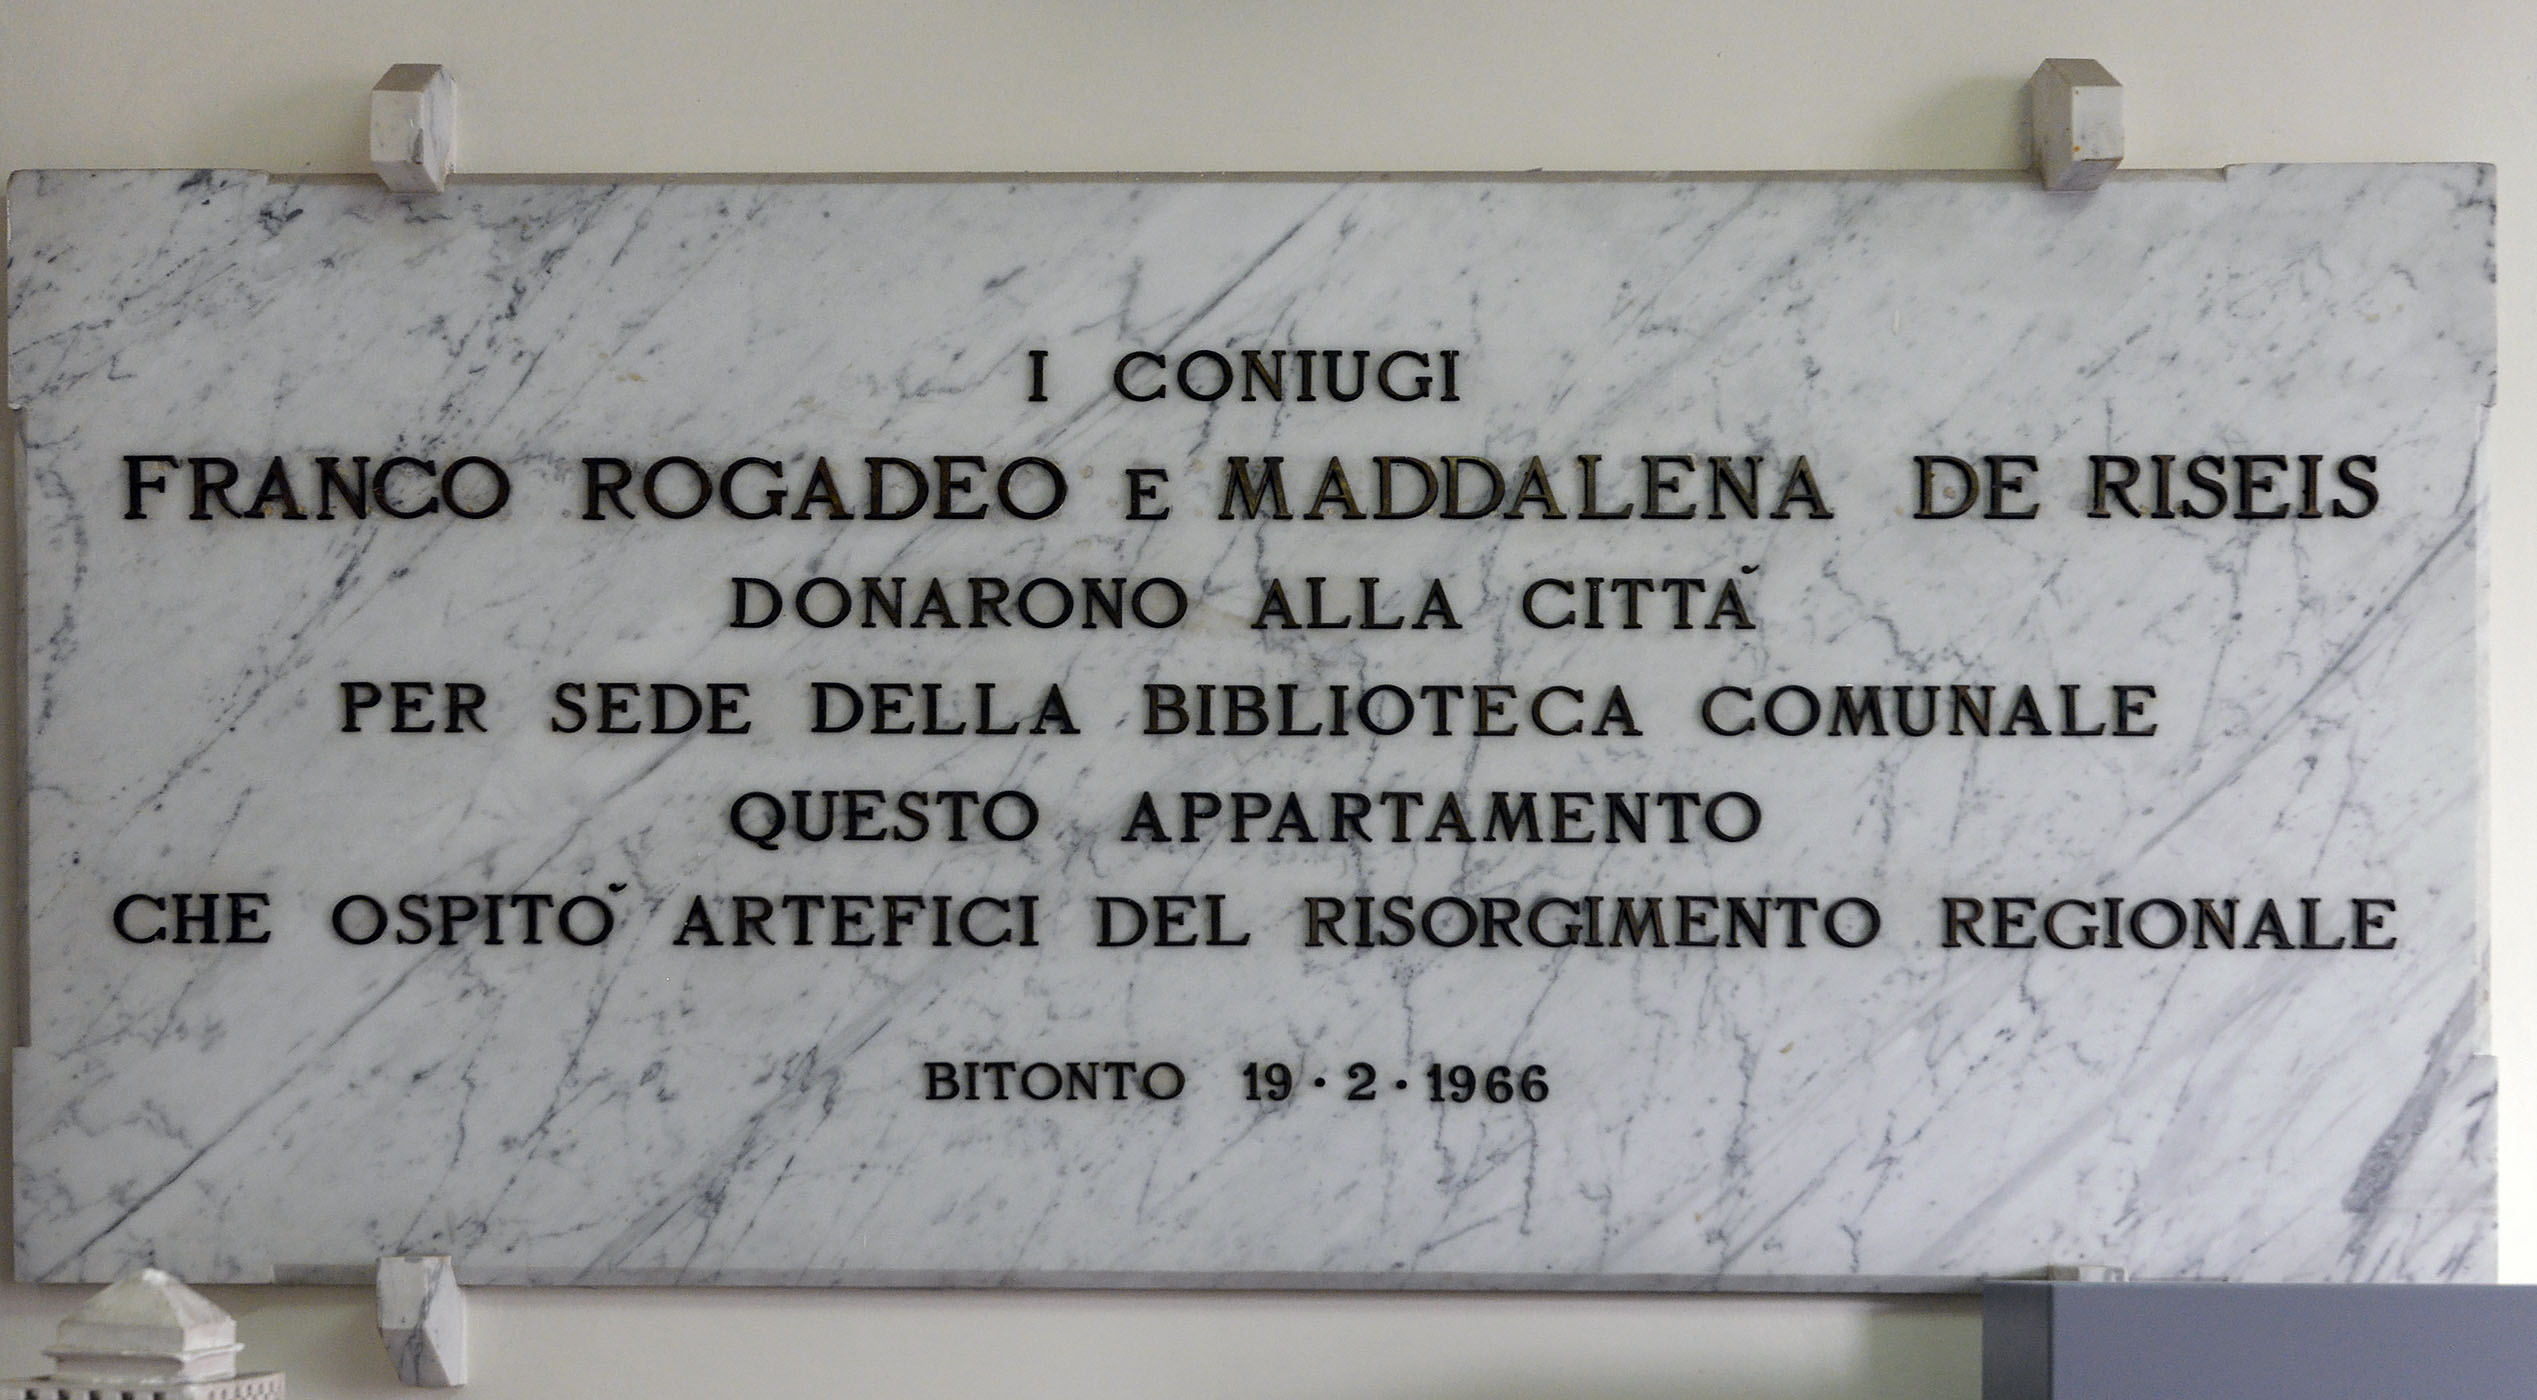 I CONIUGI
FRANCO ROGADEO E MADDALENA DE RISEIS
DONARONO ALLA CITTÀ
PER SEDE DELLA BIBLIOTECA COMUNALE
QUESTO APPARTAMENTO
CHE OSPITÒ ARTEFICI DEL RISORGIMENTO REGIONALE
BITONTO 19·2·1966